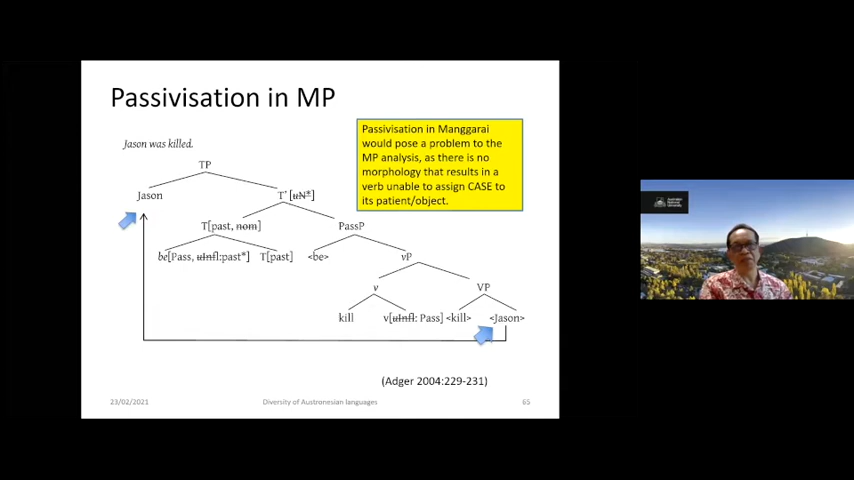 Passivisation in MP
Jason was killed.
Passivisation in Manggarai
would pose a problem to the
MP analysis, as there is no
morphology that results in a
verb unable to assign CASE to
its patient/object.
TP
Jason T' [uN*]
T[past, nom] PassP
be[Pass, uInfl:past*] T[past] <be> vP
v VP
kill v[uInfl: Pass] <kill> <Jason>
(Adger 2004:229-231)
23/02/2021 Diversity of Austronesian languages 65
Australian
National
University